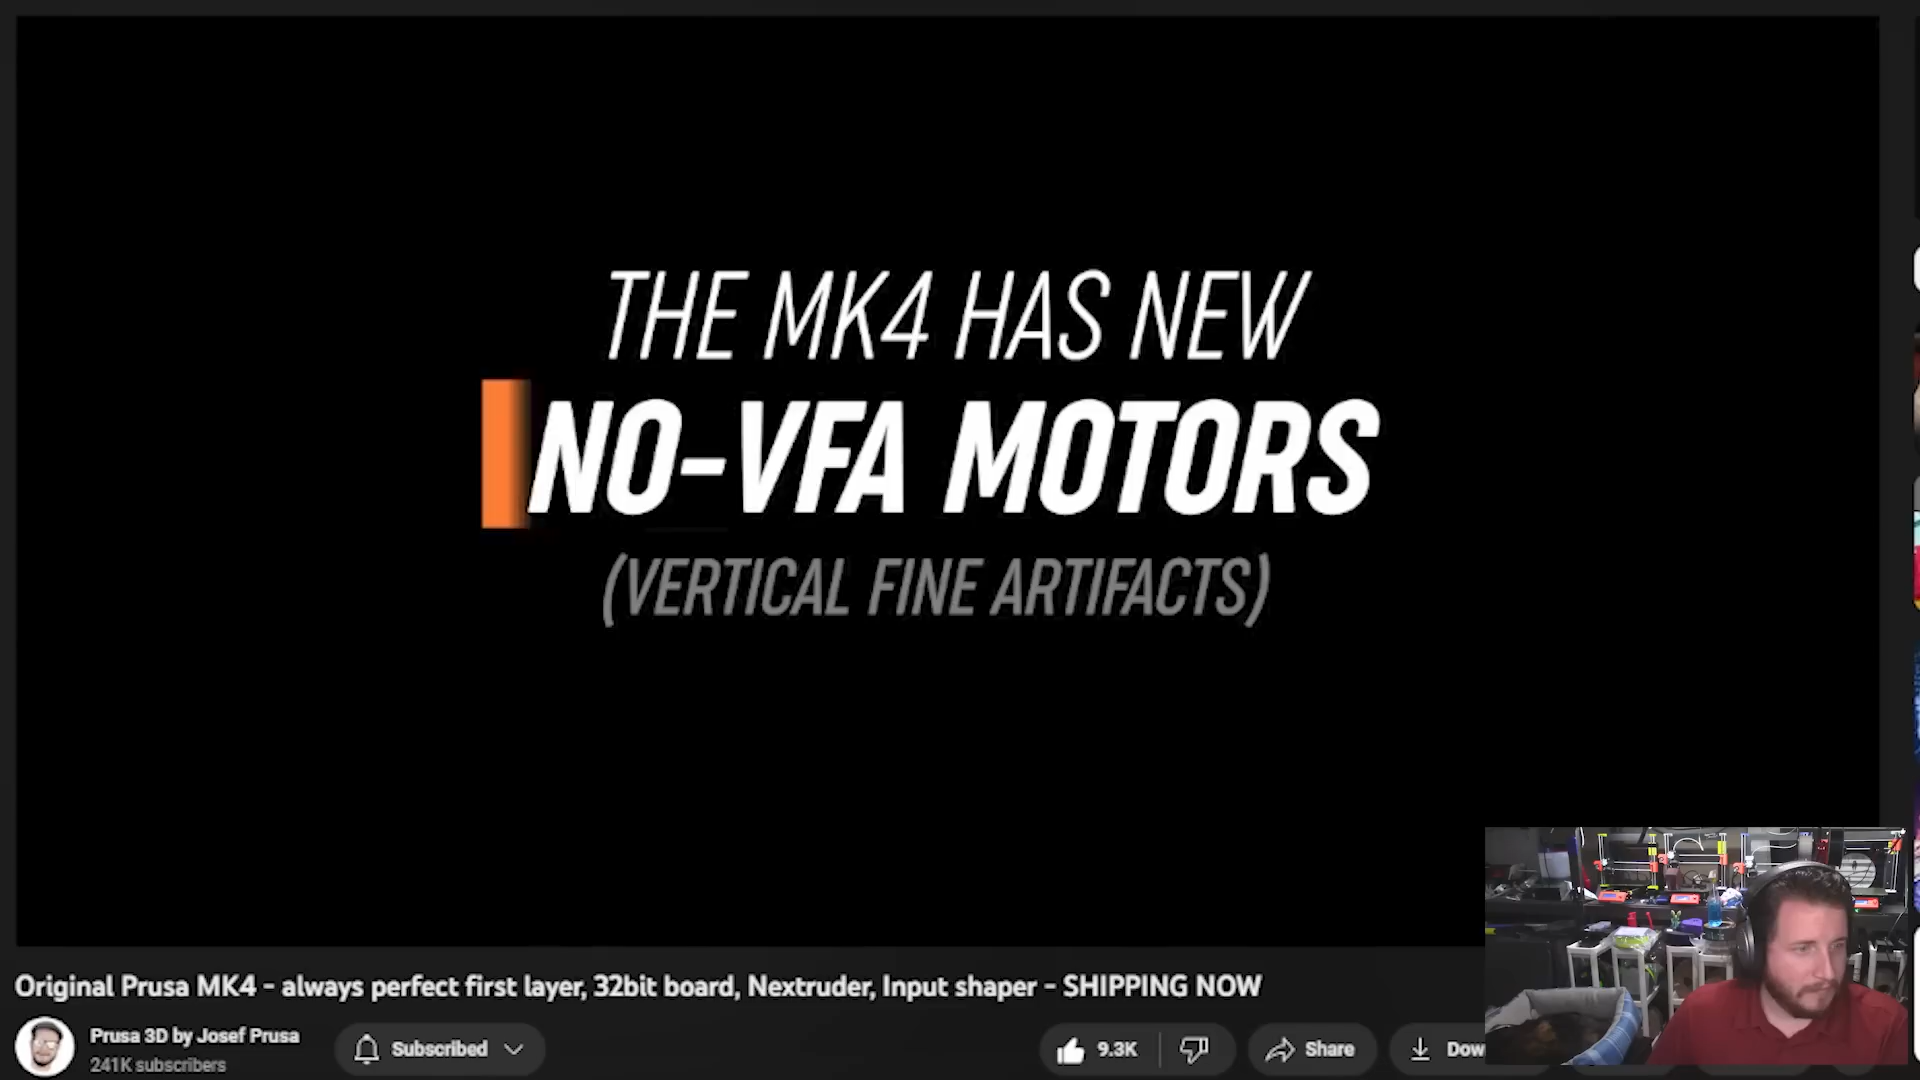 THE MK4 HAS NEW
NO-VFA MOTORS
(VERTICAL FINE ARTIFACTS)
Original Prusa MK4 - always perfect first layer, 32bit board, Nextruder, Input shaper - SHIPPING NOW
Prusa 3D by Josef Prusa
241K subscribers
Subscribed
9.3K
Share
Dow